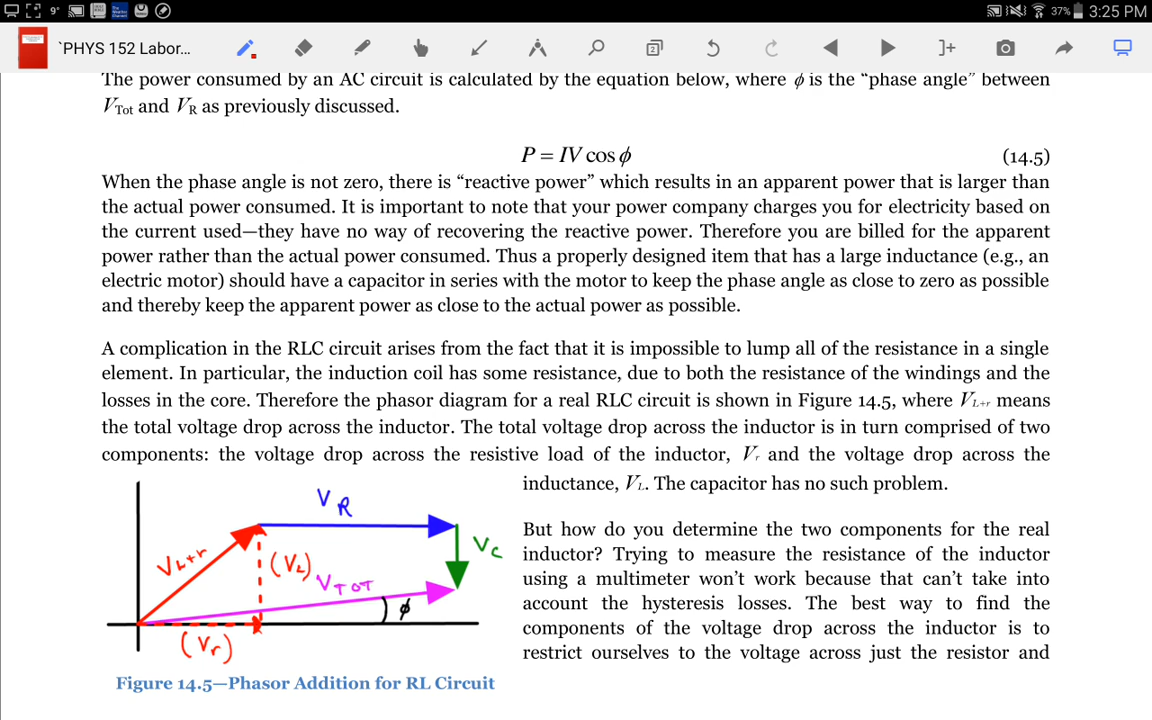 9° 37% 3:25 PM
`PHYS 152 Labor...
The power consumed by an AC circuit is calculated by the equation below, where ϕ is the “phase angle” between
V_Tot and V_R as previously discussed.
P = IV cos ϕ (14.5)
When the phase angle is not zero, there is “reactive power” which results in an apparent power that is larger than
the actual power consumed. It is important to note that your power company charges you for electricity based on
the current used—they have no way of recovering the reactive power. Therefore you are billed for the apparent
power rather than the actual power consumed. Thus a properly designed item that has a large inductance (e.g., an
electric motor) should have a capacitor in series with the motor to keep the phase angle as close to zero as possible
and thereby keep the apparent power as close to the actual power as possible.
A complication in the RLC circuit arises from the fact that it is impossible to lump all of the resistance in a single
element. In particular, the induction coil has some resistance, due to both the resistance of the windings and the
losses in the core. Therefore the phasor diagram for a real RLC circuit is shown in Figure 14.5, where V_L+r means
the total voltage drop across the inductor. The total voltage drop across the inductor is in turn comprised of two
components: the voltage drop across the resistive load of the inductor, V_r and the voltage drop across the
inductance, V_L. The capacitor has no such problem.
But how do you determine the two components for the real
inductor? Trying to measure the resistance of the inductor
using a multimeter won’t work because that can’t take into
account the hysteresis losses. The best way to find the
components of the voltage drop across the inductor is to
restrict ourselves to the voltage across just the resistor and
V_R
V_L+r
(V_L)
V_C
V_TOT
ϕ
(V_r)
Figure 14.5—Phasor Addition for RL Circuit